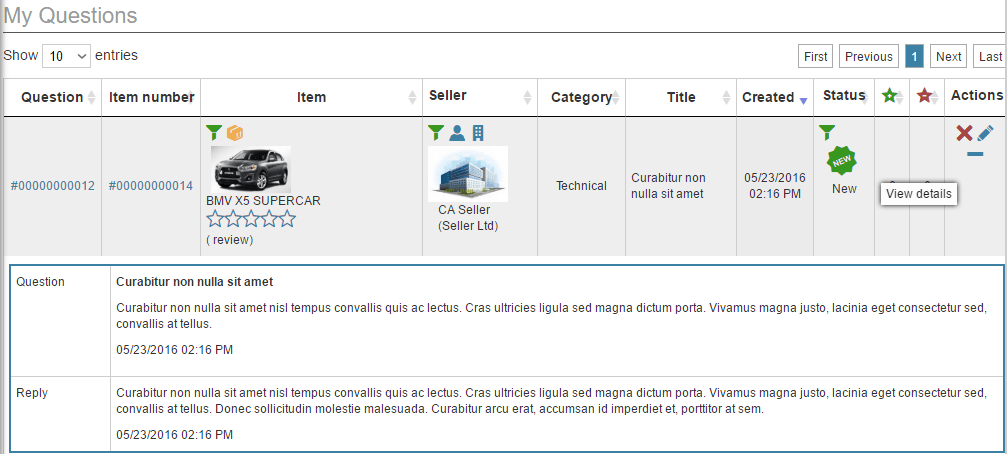 My Questions
Show 10 entries
First Previous 1 Next Last
Question Item number Item Seller Category Title Created Status Actions
#00000000012 #00000000014
BMV X5 SUPERCAR
( review)
CA Seller
(Seller Ltd)
Technical
Curabitur non
nulla sit amet
05/23/2016
02:16 PM
NEW
New
View details
Question
Curabitur non nulla sit amet
Curabitur non nulla sit amet nisl tempus convallis quis ac lectus. Cras ultricies ligula sed magna dictum porta. Vivamus magna justo, lacinia eget consectetur sed,
convallis at tellus.
05/23/2016 02:16 PM
Reply
Curabitur non nulla sit amet nisl tempus convallis quis ac lectus. Cras ultricies ligula sed magna dictum porta. Vivamus magna justo, lacinia eget consectetur sed,
convallis at tellus. Donec sollicitudin molestie malesuada. Curabitur arcu erat, accumsan id imperdiet et, porttitor at sem.
05/23/2016 02:16 PM